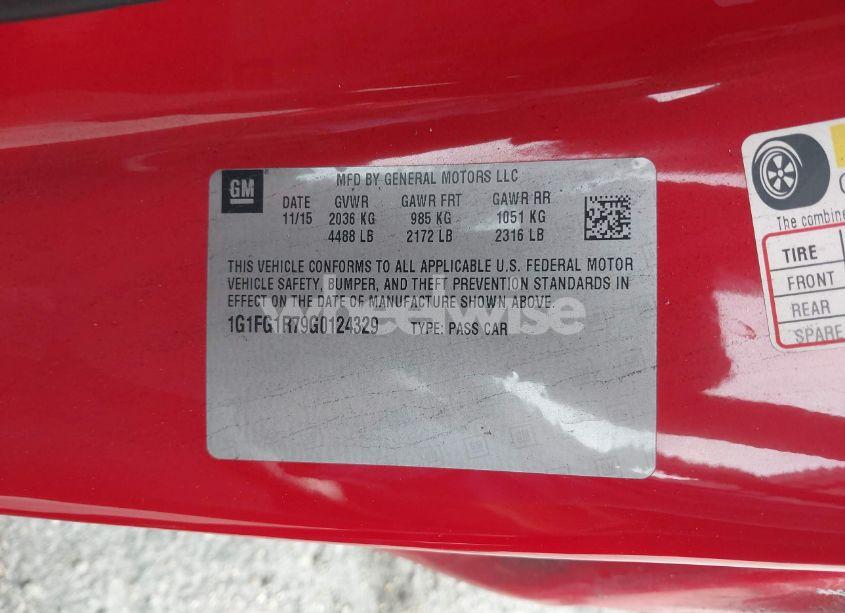 GM
MFD BY GENERAL MOTORS LLC
DATE GVWR GAWR FRT GAWR RR
11/15 2036 KG 985 KG 1051 KG
4488 LB 2172 LB 2316 LB
THIS VEHICLE CONFORMS TO ALL APPLICABLE U.S. FEDERAL MOTOR
VEHICLE SAFETY, BUMPER, AND THEFT PREVENTION STANDARDS IN
EFFECT ON THE DATE OF MANUFACTURE SHOWN ABOVE.
1G1FG1R79G0124329 TYPE: PASS CAR
wheelwise
The combine
TIRE
FRONT
REAR
SPARE